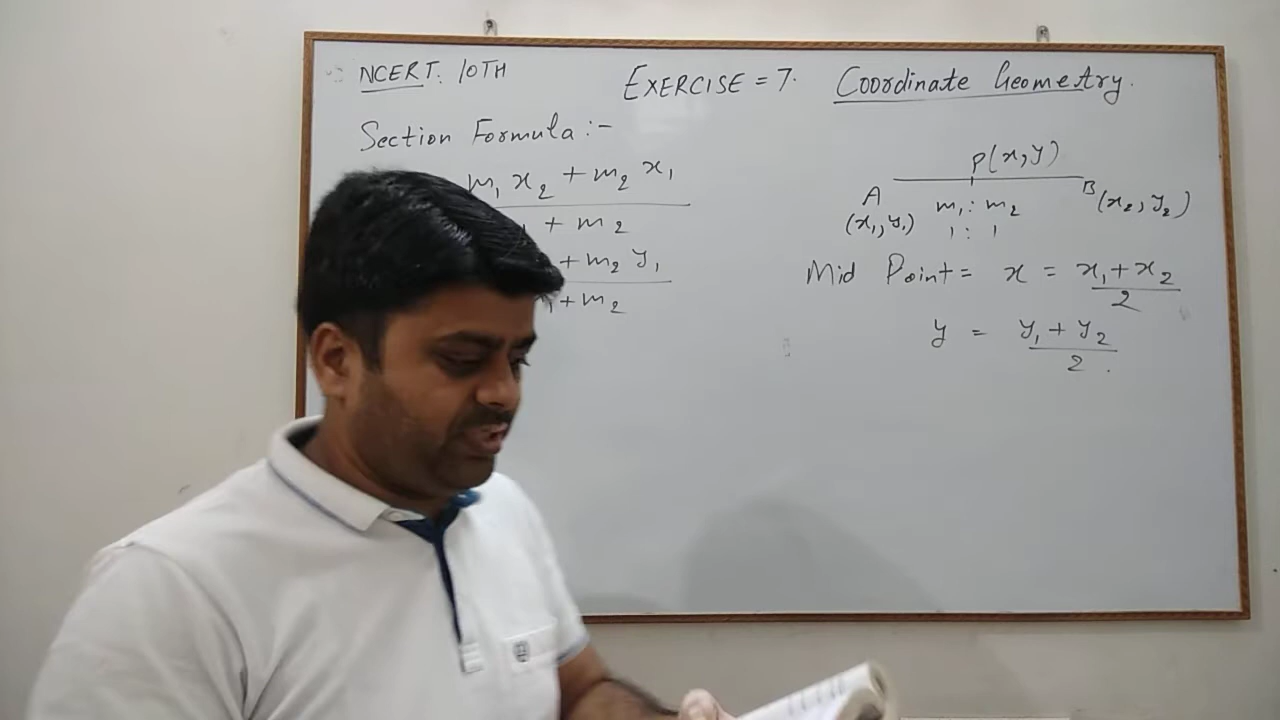 NCERT. 10TH
EXERCISE = 7. Coordinate Geometry.
Section Formula :-
m₁ x₂ + m₂ x₁
+ m₂
+ m₂ y₁
+ m₂
P(x, y)
A B
(x₁, y₁) m₁ : m₂ (x₂, y₂)
1 : 1
Mid Point = x = x₁ + x₂
2
y = y₁ + y₂
2 .